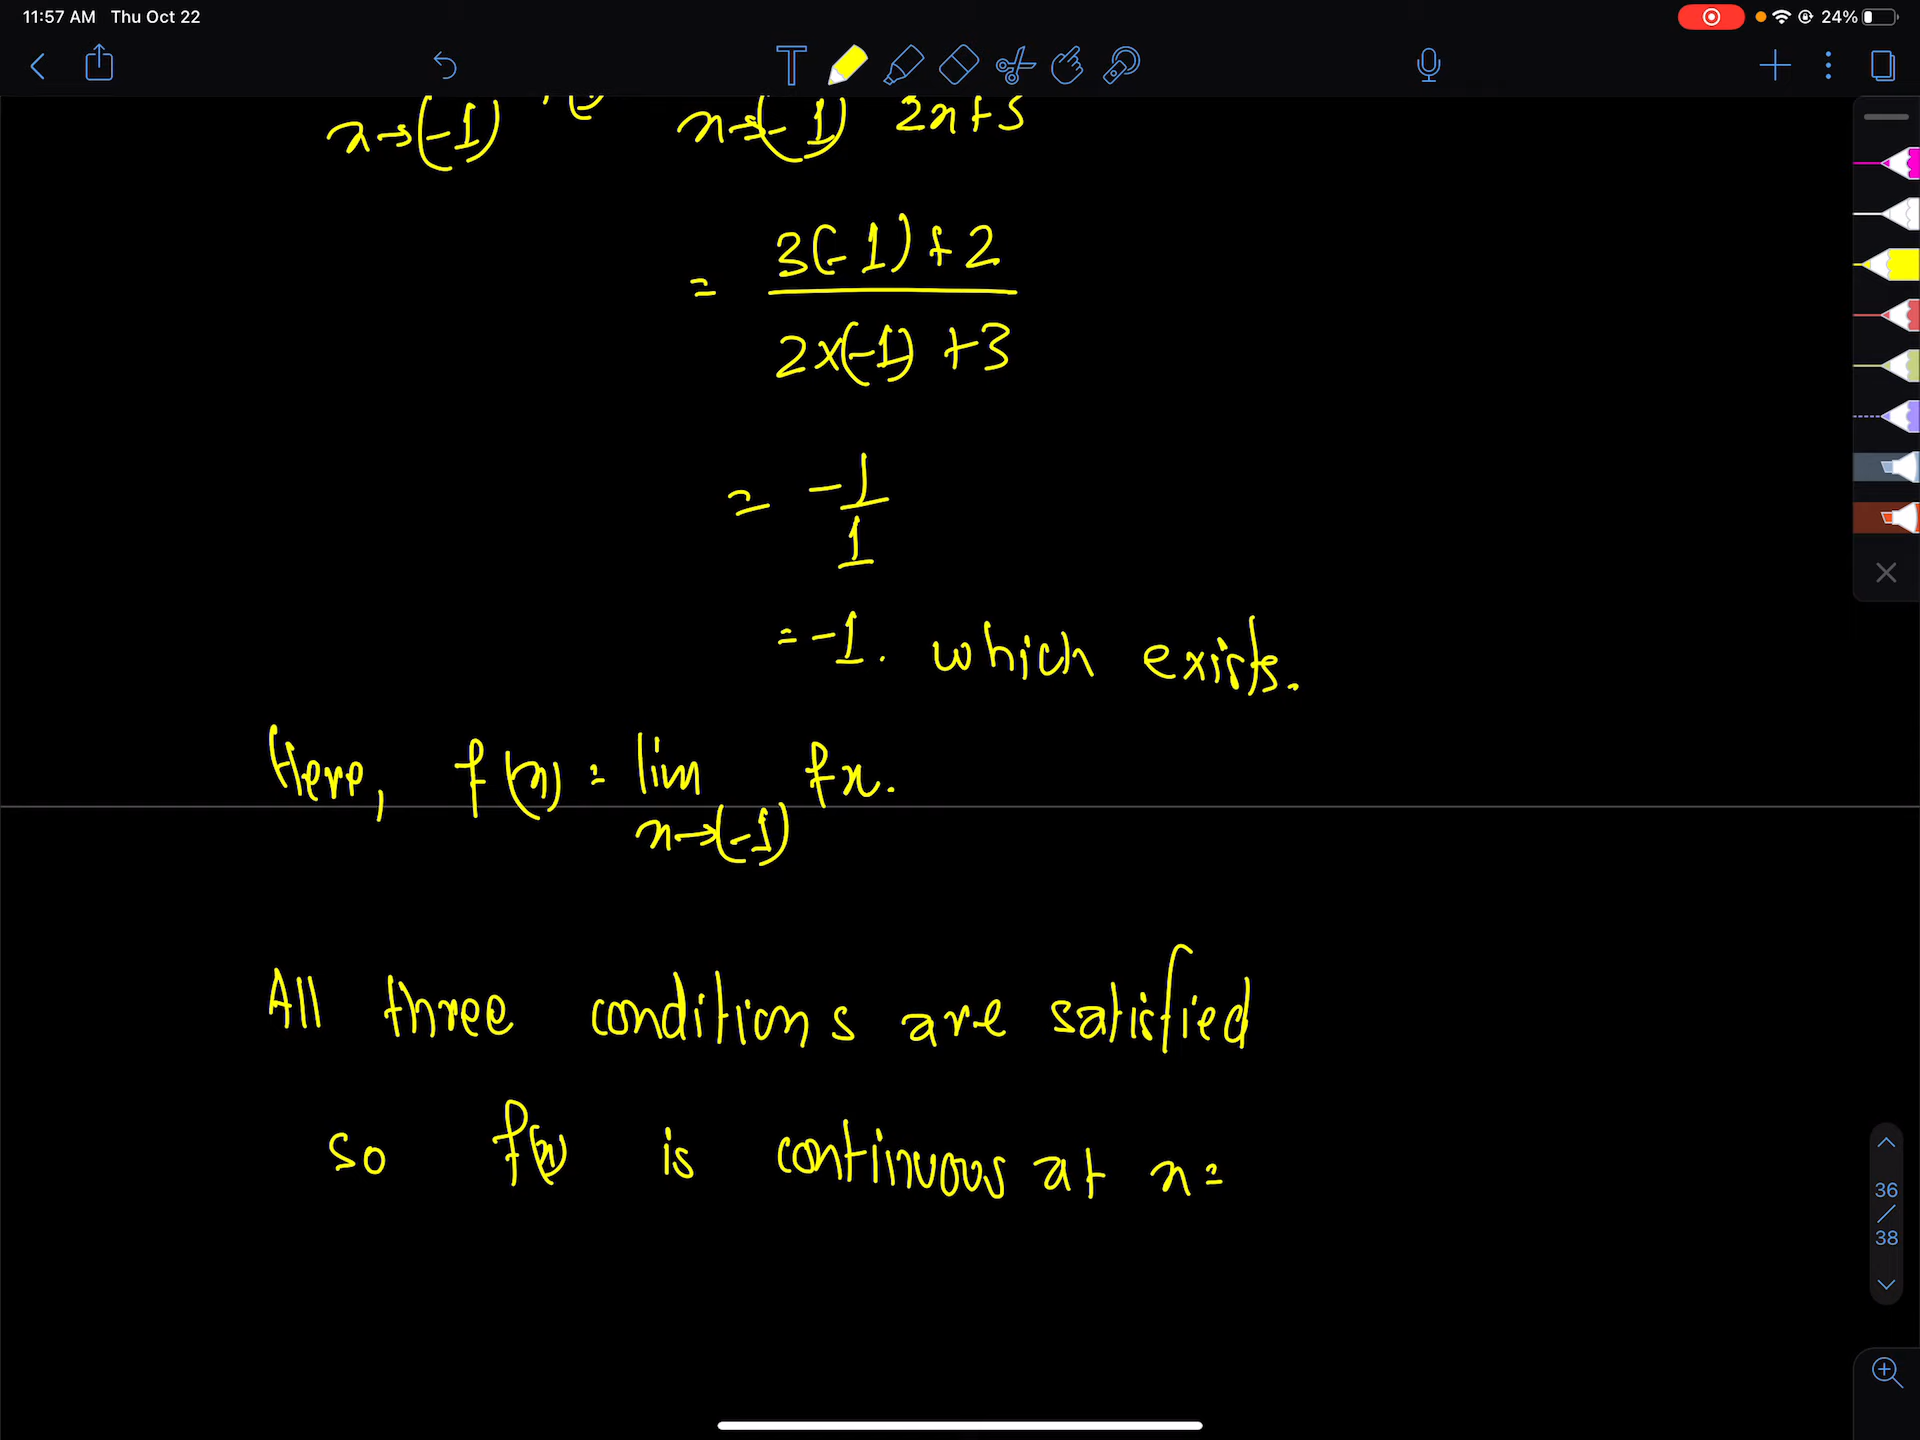 11:57 AM Thu Oct 22 24%
x→(-1) x→(-1) 2x+3
= 3(-1)+2
2x(-1) +3
= -1
1
= -1. which exists.
Here, f(x) = lim fx.
x→(-1)
All three conditions are satisfied
so f(x) is continuous at x=
36
/
38